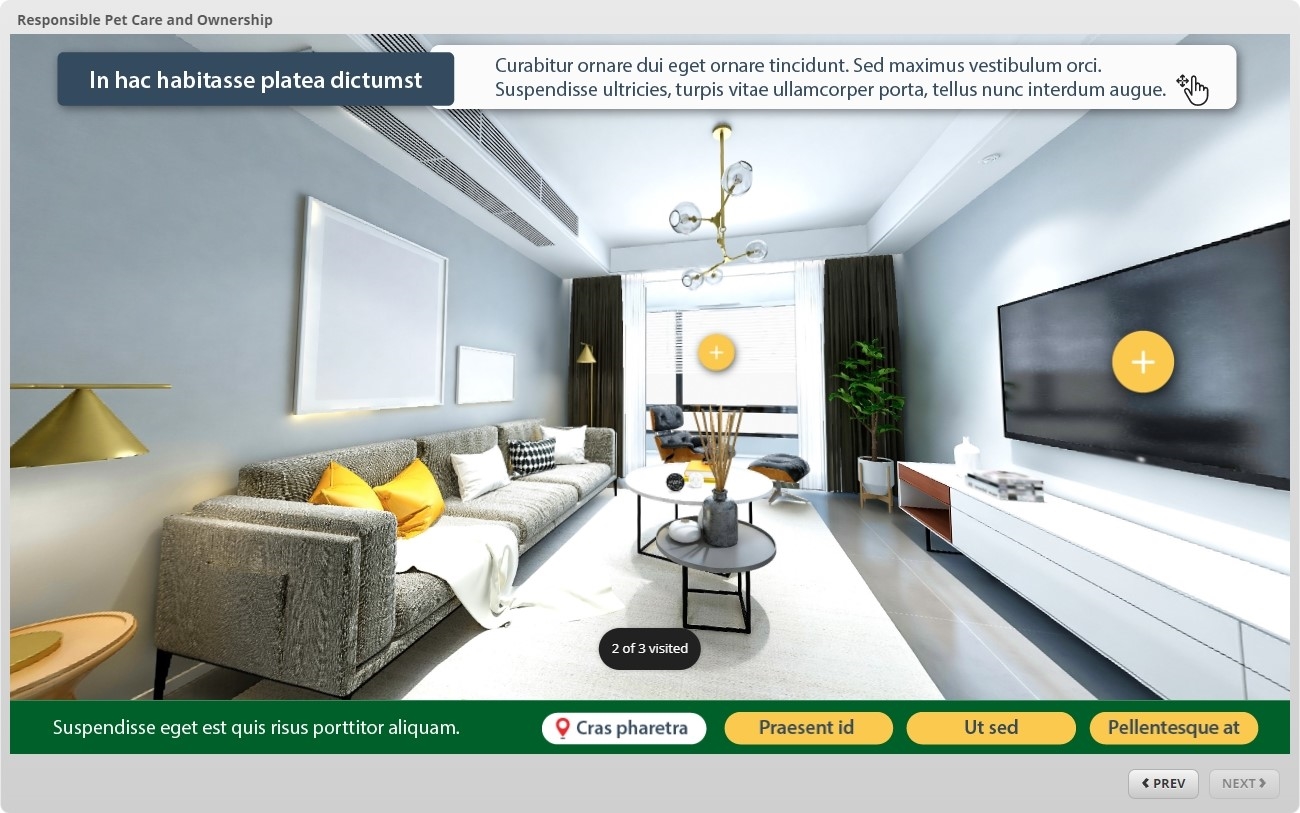 Responsible Pet Care and Ownership
In hac habitasse platea dictumst
Curabitur ornare dui eget ornare tincidunt. Sed maximus vestibulum orci.
Suspendisse ultricies, turpis vitae ullamcorper porta, tellus nunc interdum augue.
2 of 3 visited
Suspendisse eget est quis risus porttitor aliquam.
Cras pharetra
Praesent id
Ut sed
Pellentesque at
PREV
NEXT